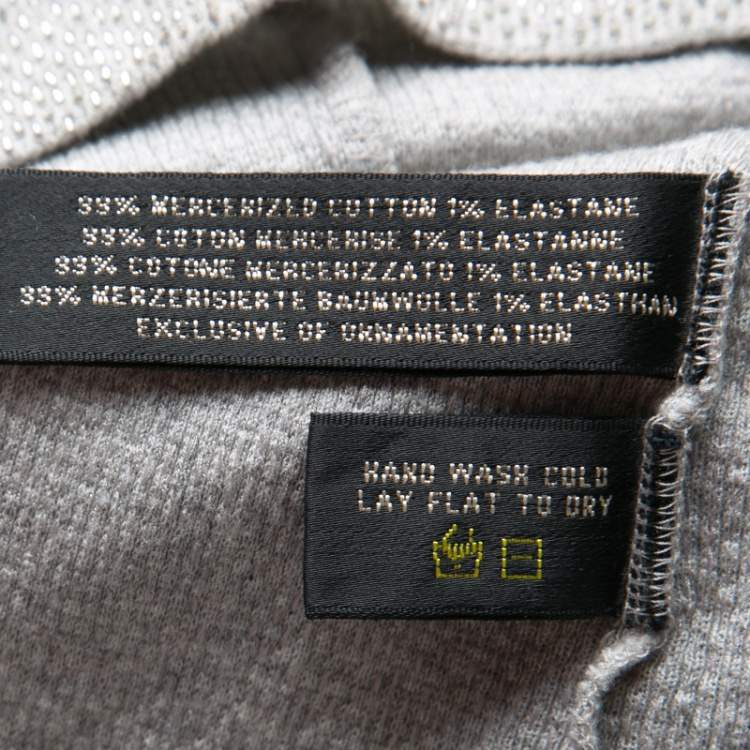 99% MERCERIZED COTTON 1% ELASTANE
99% COTON MERCERISE 1% ELASTANNE
99% COTONE MERCERIZZATO 1% ELASTANE
99% MERZERISIERTE BAUMWOLLE 1% ELASTHAN
EXCLUSIVE OF ORNAMENTATION
HAND WASH COLD
LAY FLAT TO DRY